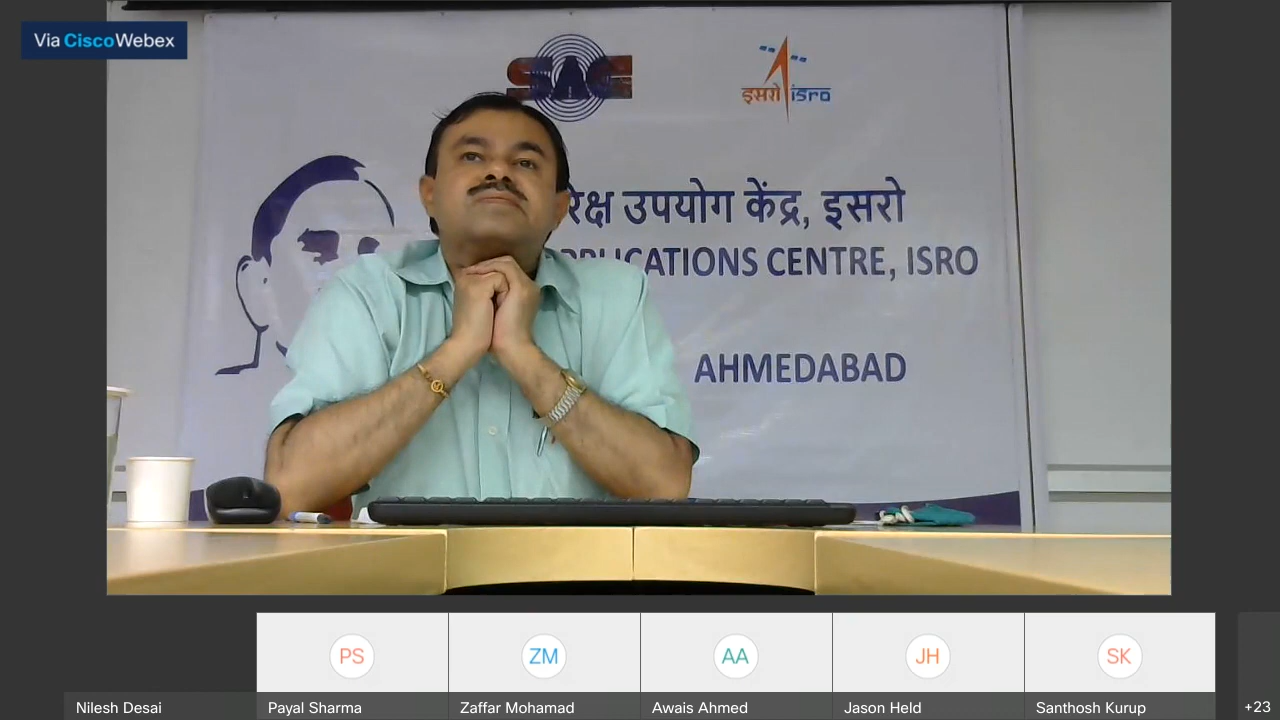 Via CiscoWebex
SAC
इसरो isro
रिक्ष उपयोग केंद्र, इसरो
APPLICATIONS CENTRE, ISRO
AHMEDABAD
PS
ZM
AA
JH
SK
Nilesh Desai
Payal Sharma
Zaffar Mohamad
Awais Ahmed
Jason Held
Santhosh Kurup
+23